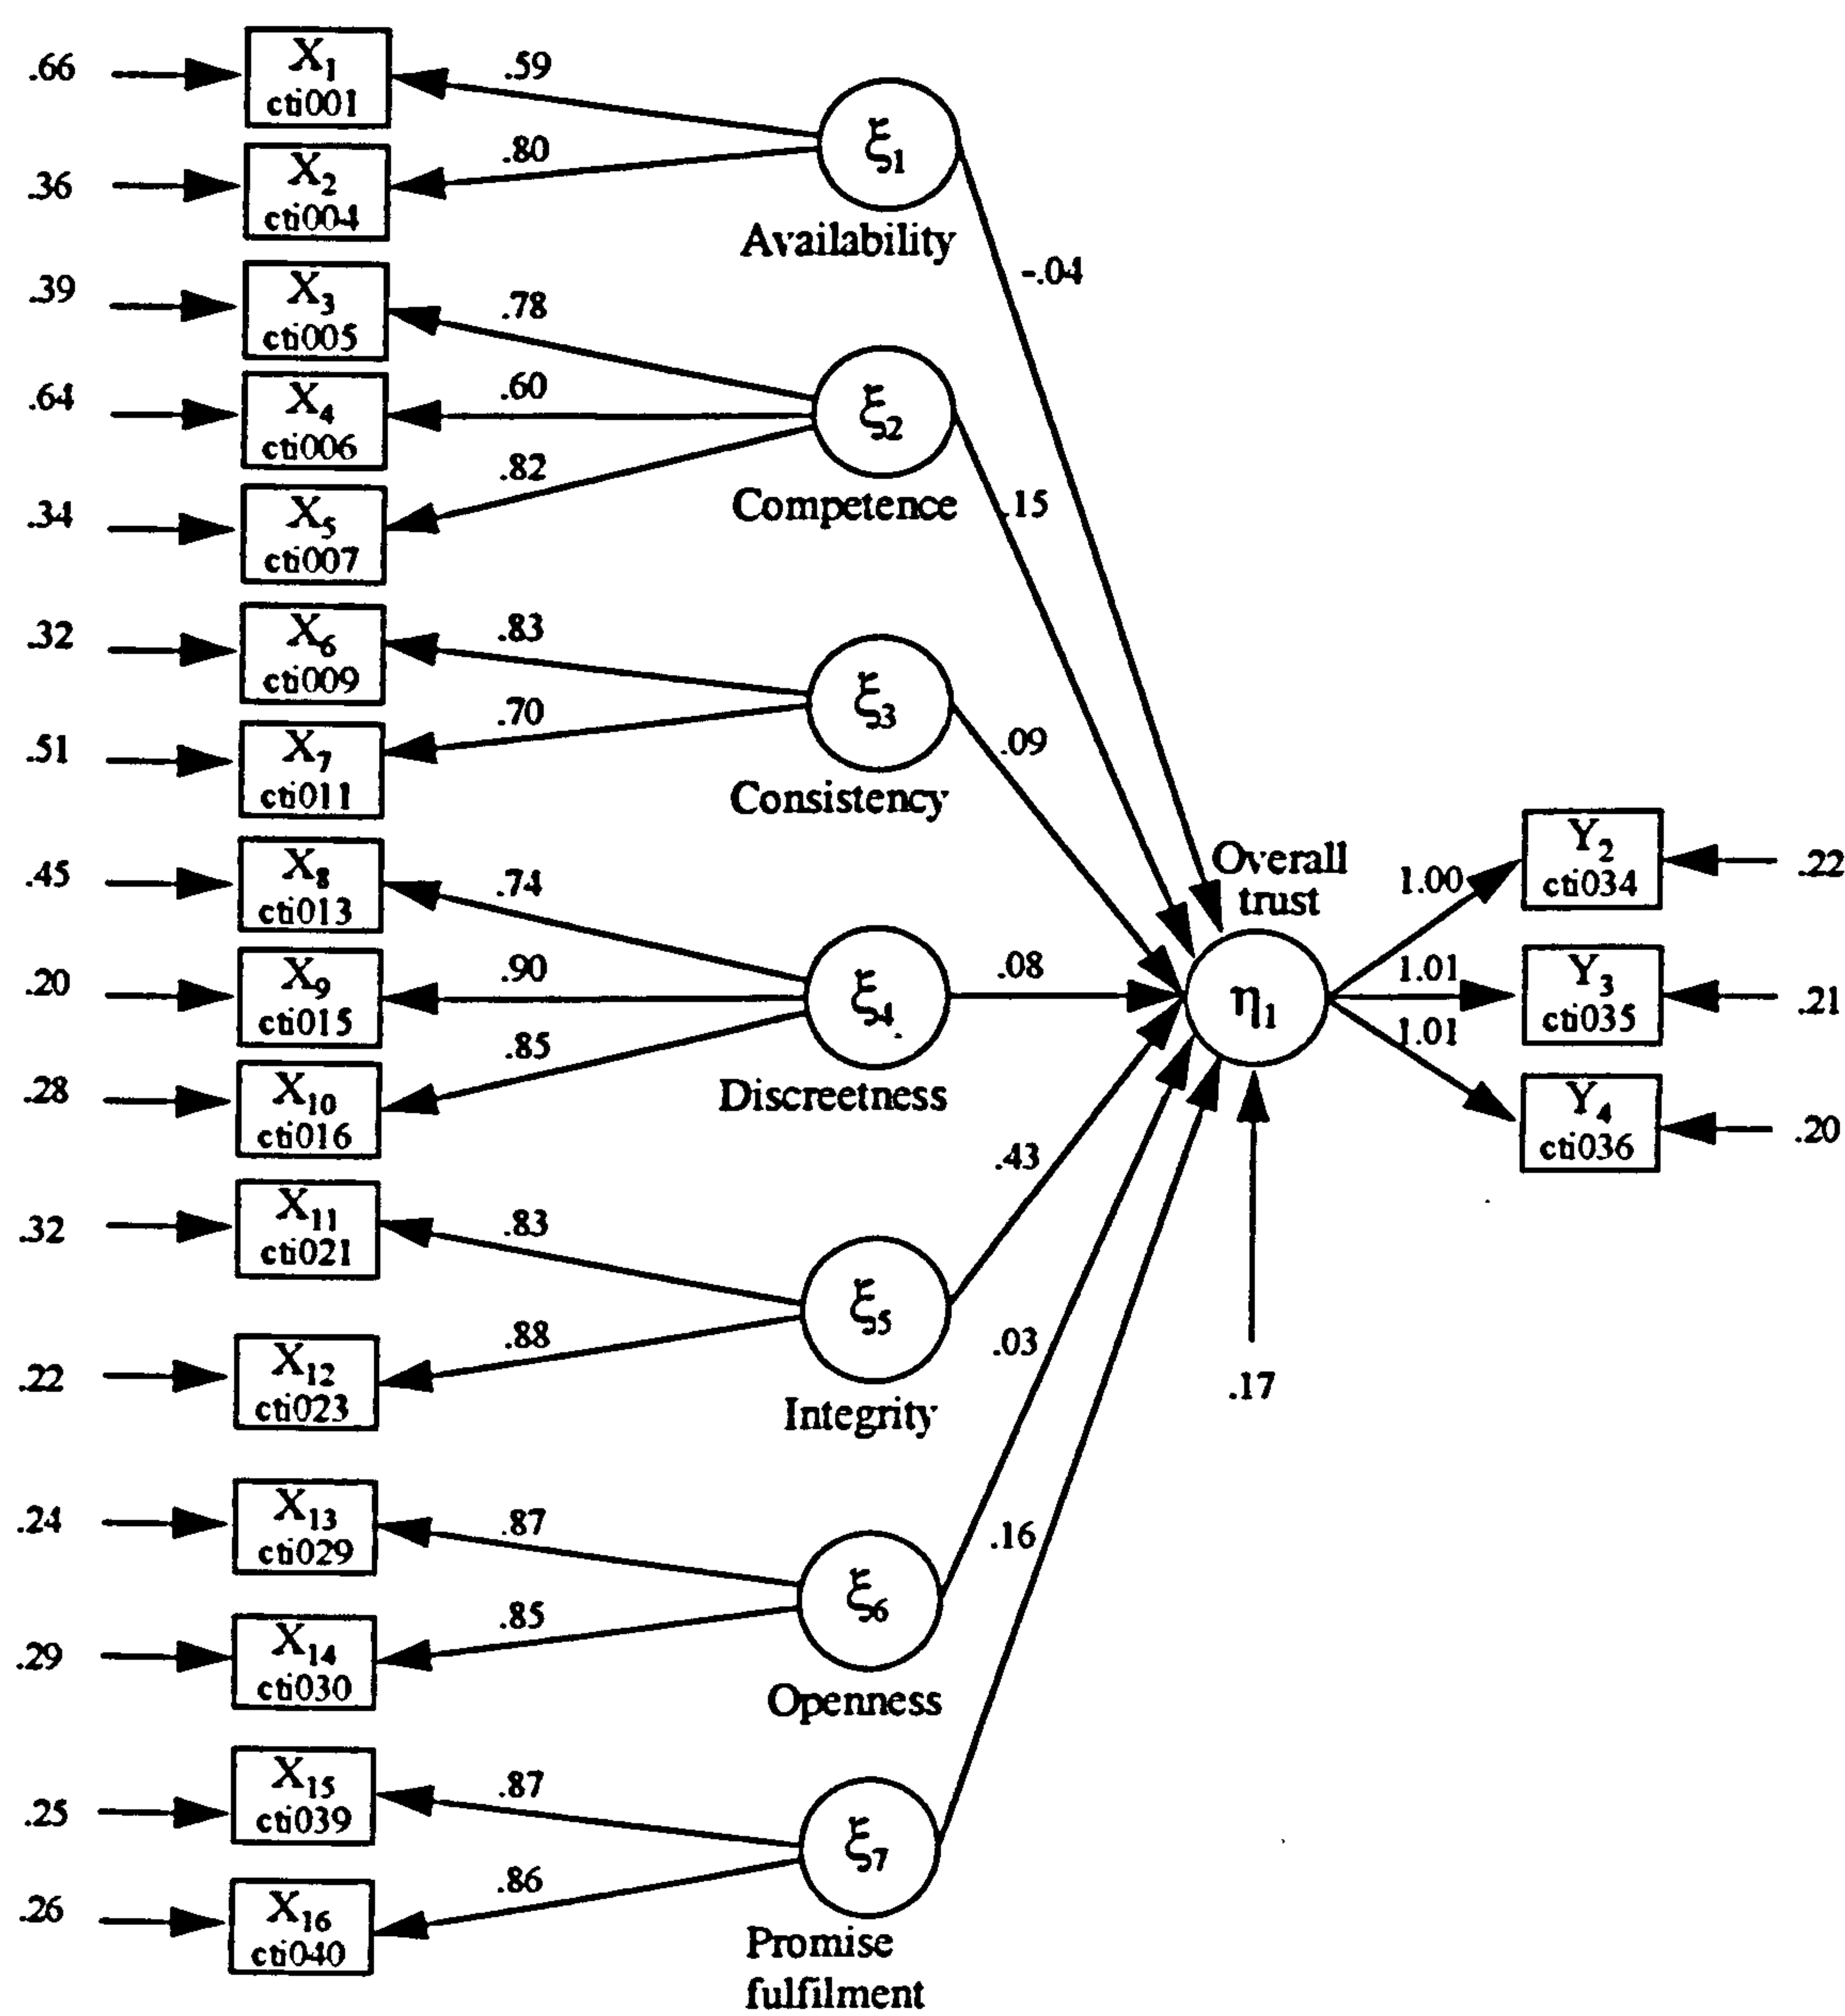 .66
X1
cti001
.59
.36
X2
cti004
.80
ξ1
Availability
-.04
.39
X3
cti005
.78
.64
X4
cti006
.60
.34
X5
cti007
.82
ξ2
Competence
.15
.32
X6
cti009
.83
.51
X7
cti011
.70
ξ3
Consistency
.09
.45
X8
cti013
.74
.20
X9
cti015
.90
.28
X10
cti016
.85
ξ4
Discreetness
.08
.32
X11
cti021
.83
.22
X12
cti023
.88
ξ5
Integrity
.43
.24
X13
cti029
.87
.29
X14
cti030
.85
ξ6
Openness
.03
.25
X15
cti039
.87
.26
X16
cti040
.86
ξ7
Promise
fulfilment
.16
Overall
trust
η1
.17
1.00
Y2
cti034
.22
1.01
Y3
cti035
.21
1.01
Y4
cti036
.20